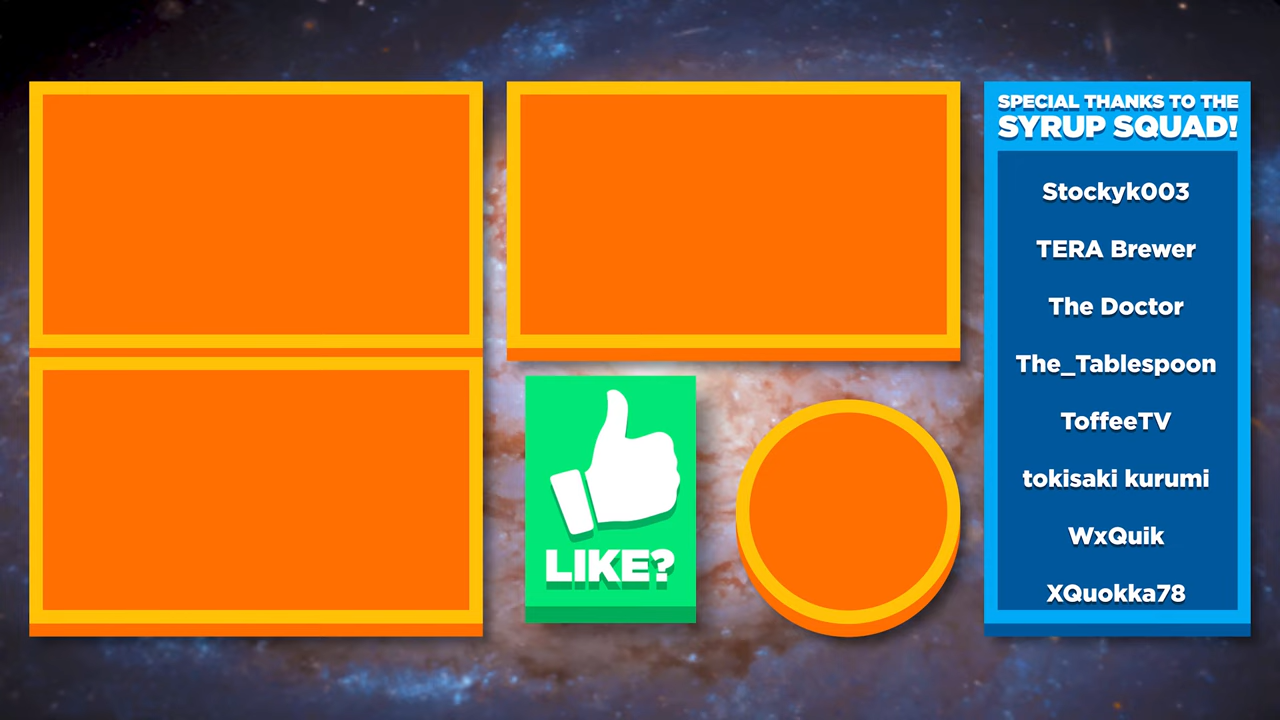 SPECIAL THANKS TO THE
SYRUP SQUAD!
Stockyk003
TERA Brewer
The Doctor
The_Tablespoon
ToffeeTV
tokisaki kurumi
WxQuik
XQuokka78
LIKE?